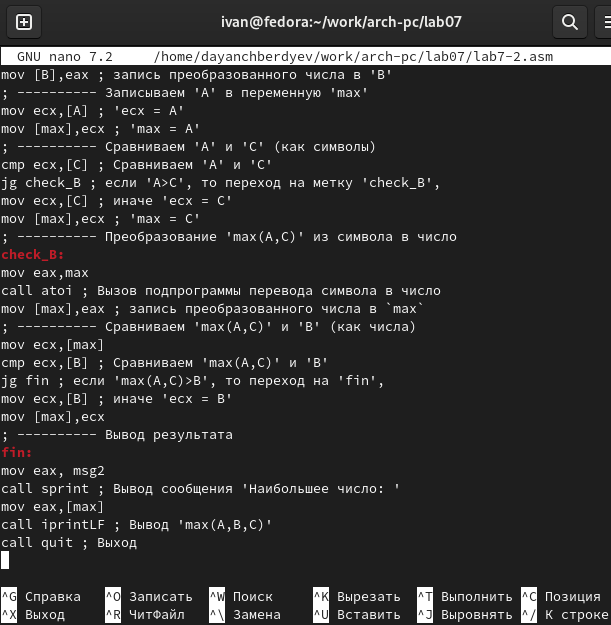 ivan@fedora:~/work/arch-pc/lab07
GNU nano 7.2 /home/dayanchberdyev/work/arch-pc/lab07/lab7-2.asm
mov [B],eax ; запись преобразованного числа в 'B'
; ---------- Записываем 'A' в переменную 'max'
mov ecx,[A] ; 'ecx = A'
mov [max],ecx ; 'max = A'
; ---------- Сравниваем 'A' и 'С' (как символы)
cmp ecx,[C] ; Сравниваем 'A' и 'С'
jg check_B ; если 'A>C', то переход на метку 'check_B',
mov ecx,[C] ; иначе 'ecx = C'
mov [max],ecx ; 'max = C'
; ---------- Преобразование 'max(A,C)' из символа в число
check_B:
mov eax,max
call atoi ; Вызов подпрограммы перевода символа в число
mov [max],eax ; запись преобразованного числа в `max`
; ---------- Сравниваем 'max(A,C)' и 'B' (как числа)
mov ecx,[max]
cmp ecx,[B] ; Сравниваем 'max(A,C)' и 'B'
jg fin ; если 'max(A,C)>B', то переход на 'fin',
mov ecx,[B] ; иначе 'ecx = B'
mov [max],ecx
; ---------- Вывод результата
fin:
mov eax, msg2
call sprint ; Вывод сообщения 'Наибольшее число: '
mov eax,[max]
call iprintLF ; Вывод 'max(A,B,C)'
call quit ; Выход
^G Справка ^O Записать ^W Поиск ^K Вырезать ^T Выполнить ^C Позиция
^X Выход ^R ЧитФайл ^\ Замена ^U Вставить ^J Выровнять ^/ К строке